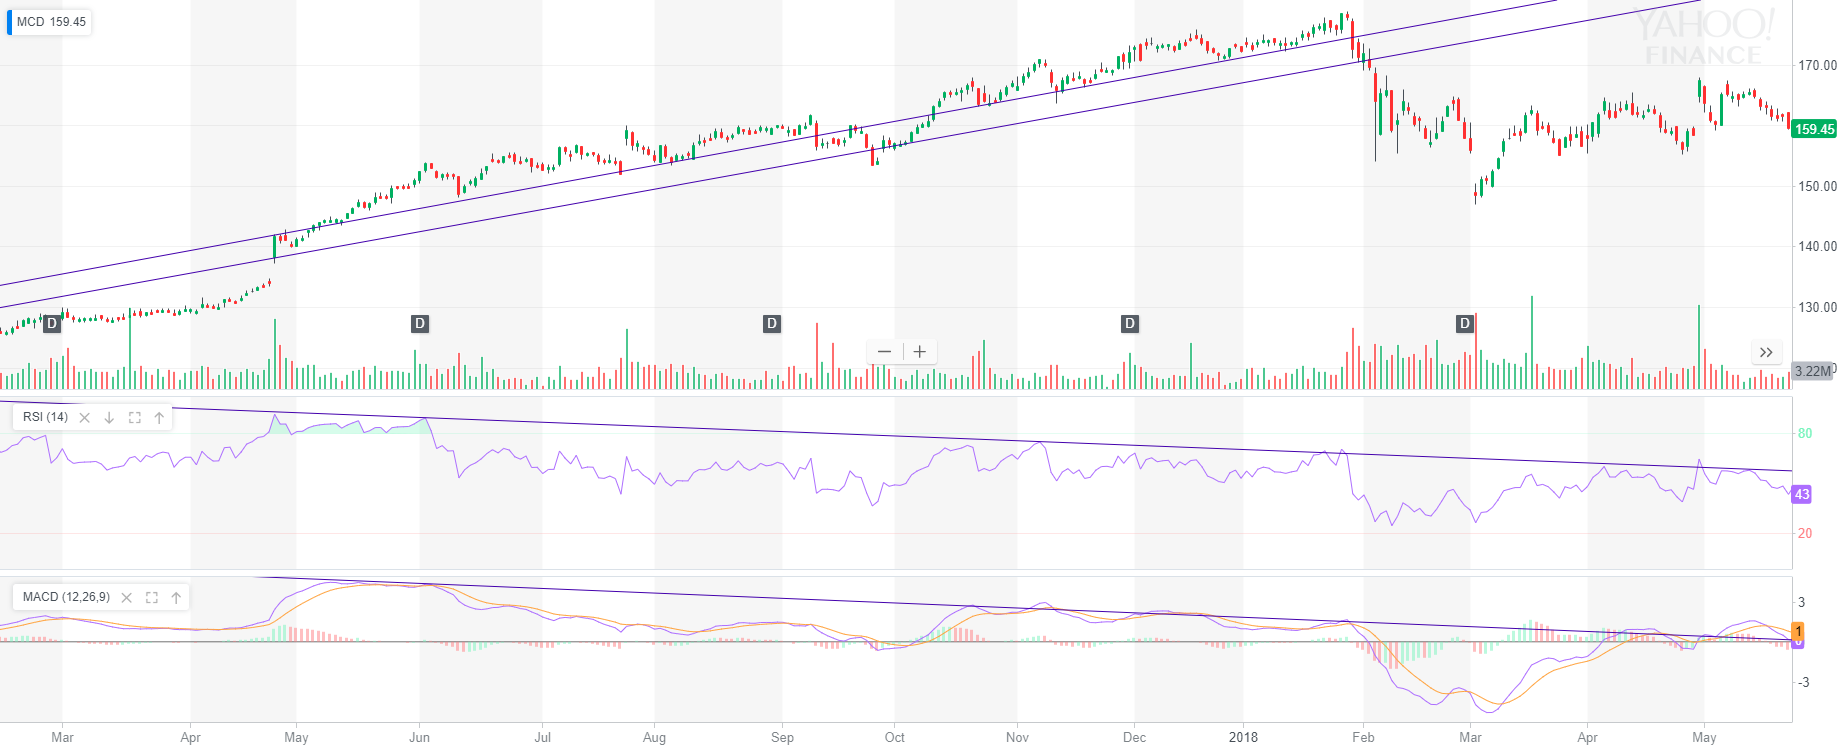 MCD 159.45
YAHOO!
FINANCE
170.00
159.45
150.00
140.00
130.00
D D D D D
3.22M
RSI (14)
80
43
20
MACD (12,26,9)
3
1
-3
Mar Apr May Jun Jul Aug Sep Oct Nov Dec 2018 Feb Mar Apr May